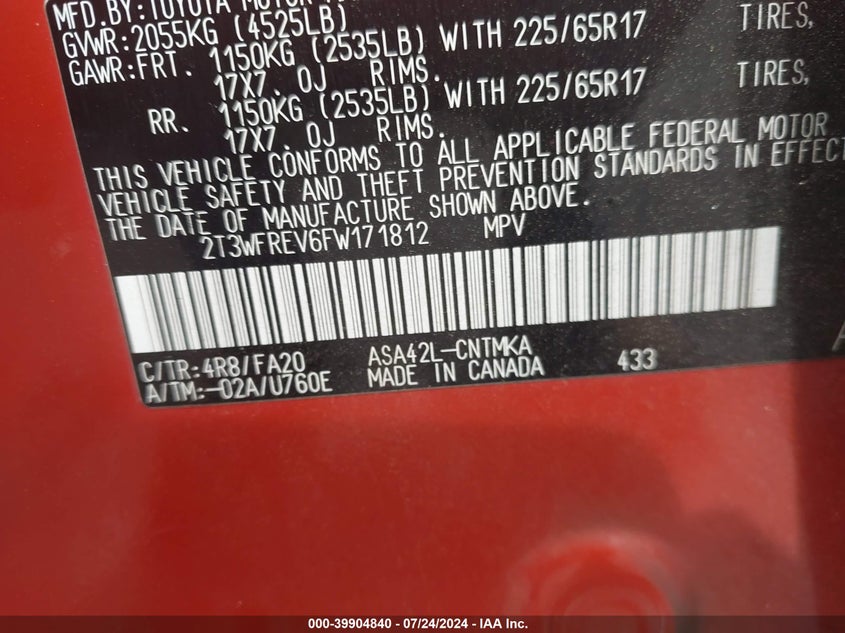 MFD.BY:TOYOTA MOTOR
GVWR:2055KG (4525LB)
GAWR:FRT. 1150KG (2535LB) WITH 225/65R17 TIRES,
17X7.0J RIMS.
RR. 1150KG (2535LB) WITH 225/65R17 TIRES,
17X7.0J RIMS.
THIS VEHICLE CONFORMS TO ALL APPLICABLE FEDERAL MOTOR
VEHICLE SAFETY AND THEFT PREVENTION STANDARDS IN EFFECT
THE DATE OF MANUFACTURE SHOWN ABOVE.
2T3WFREV6FW171812 MPV
C/TR:4R8/FA20 ASA42L-CNTMKA 433
A/TM:-02A/U760E MADE IN CANADA
000-39904840 - 07/24/2024 - IAA Inc.